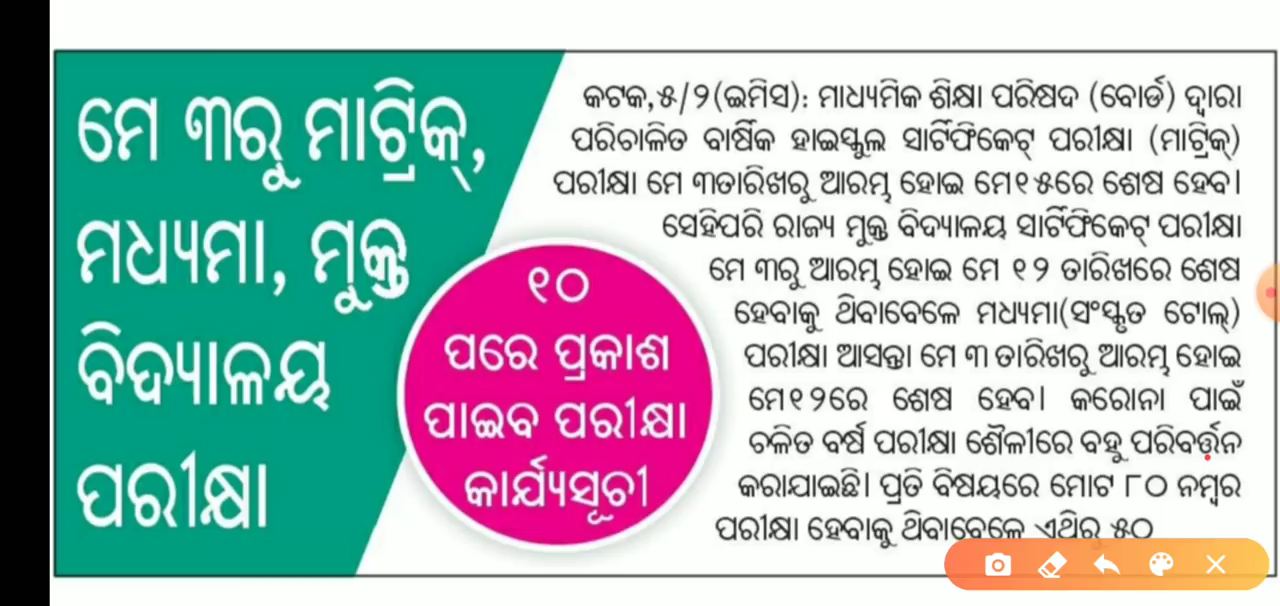 ମେ ୩ରୁ ମାଟ୍ରିକ୍,
ମଧ୍ୟମା, ମୁକ୍ତ
ବିଦ୍ୟାଳୟ
ପରୀକ୍ଷା
୧୦
ପରେ ପ୍ରକାଶ
ପାଇବ ପରୀକ୍ଷା
କାର୍ଯ୍ୟସୂଚୀ
କଟକ,୫/୨(ଇମିସ): ମାଧ୍ୟମିକ ଶିକ୍ଷା ପରିଷଦ (ବୋର୍ଡ) ଦ୍ୱାରା
ପରିଚାଳିତ ବାର୍ଷିକ ହାଇସ୍କୁଲ ସାର୍ଟିଫିକେଟ୍ ପରୀକ୍ଷା (ମାଟ୍ରିକ୍)
ପରୀକ୍ଷା ମେ ୩ତାରିଖରୁ ଆରମ୍ଭ ହୋଇ ମେ୧୫ରେ ଶେଷ ହେବ।
ସେହିପରି ରାଜ୍ୟ ମୁକ୍ତ ବିଦ୍ୟାଳୟ ସାର୍ଟିଫିକେଟ୍ ପରୀକ୍ଷା
ମେ ୩ରୁ ଆରମ୍ଭ ହୋଇ ମେ ୧୨ ତାରିଖରେ ଶେଷ
ହେବାକୁ ଥିବାବେଳେ ମଧ୍ୟମା(ସଂସ୍କୃତ ଟୋଲ୍)
ପରୀକ୍ଷା ଆସନ୍ତା ମେ ୩ ତାରିଖରୁ ଆରମ୍ଭ ହୋଇ
ମେ୧୨ରେ ଶେଷ ହେବ। କରୋନା ପାଇଁ
ଚଳିତ ବର୍ଷ ପରୀକ୍ଷା ଶୈଳୀରେ ବହୁ ପରିବର୍ତ୍ତନ
କରାଯାଇଛି। ପ୍ରତି ବିଷୟରେ ମୋଟ ୮୦ ନମ୍ବର
ପରୀକ୍ଷା ହେବାକୁ ଥିବାବେଳେ ଏଥିରୁ ୫୦